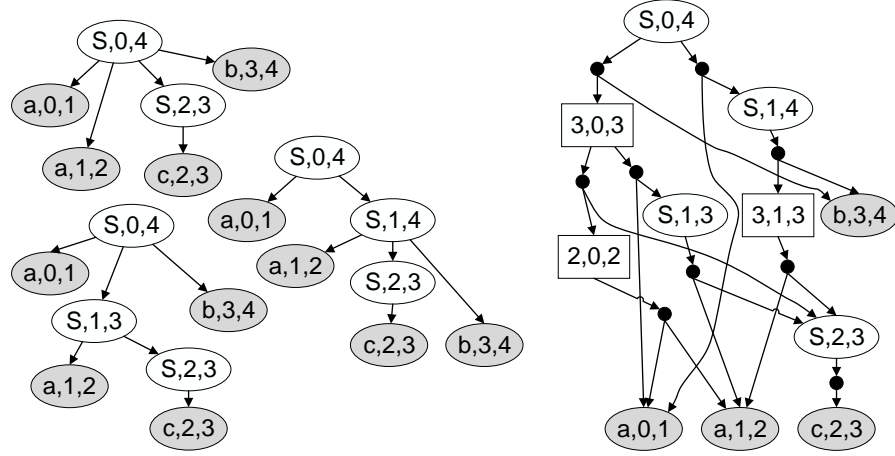 S,0,4
b,3,4
a,0,1
S,2,3
a,1,2
c,2,3
S,0,4
a,0,1
S,1,4
a,1,2
S,2,3
c,2,3
b,3,4
S,0,4
a,0,1
b,3,4
S,1,3
a,1,2
S,2,3
c,2,3
S,0,4
S,1,4
3,0,3
S,1,3
3,1,3
b,3,4
2,0,2
S,2,3
a,0,1
a,1,2
c,2,3